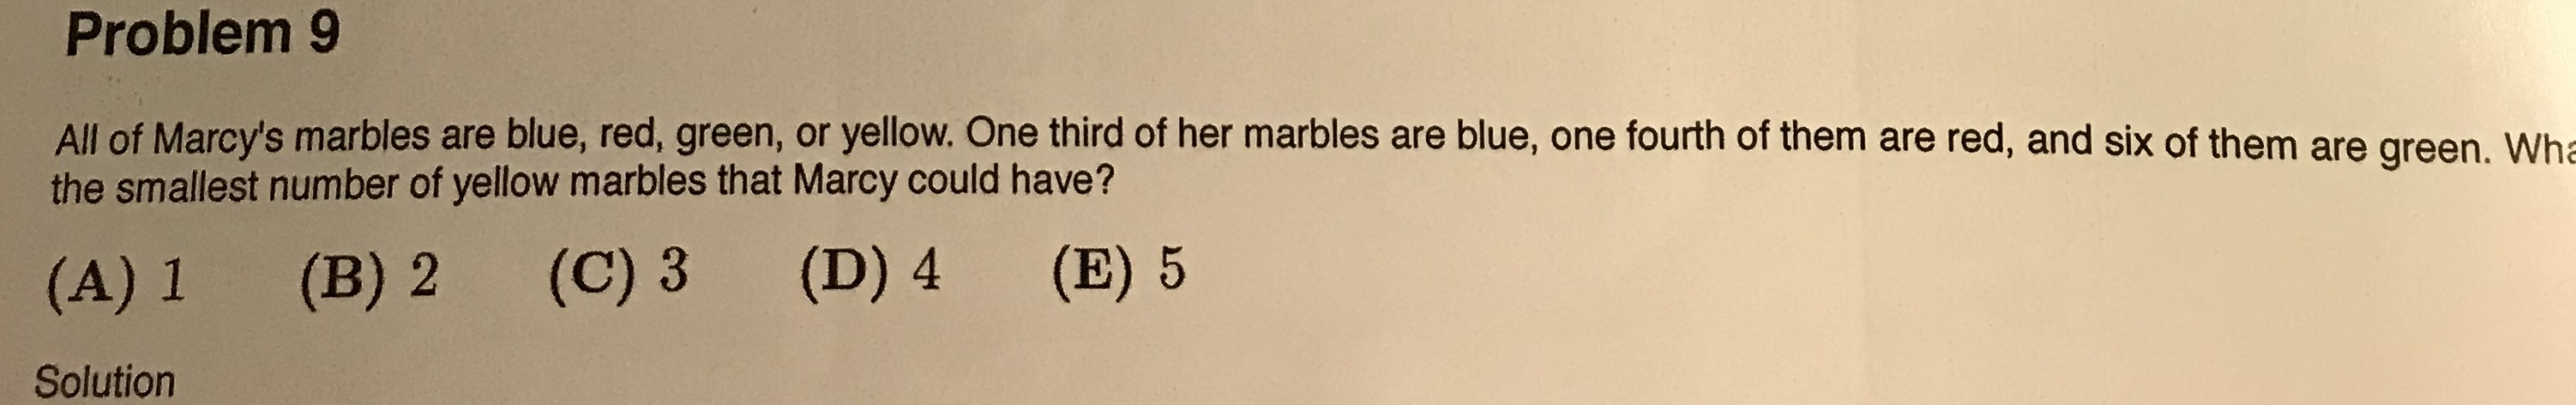 Problem 9
All of Marcy's marbles are blue, red, green, or yellow. One third of her marbles are blue, one fourth of them are red, and six of them are green.
the smallest number of yellow marbles that Marcy could have?
(A) 1 (B) 2 (C) 3 (D) 4 (E) 5
Solution